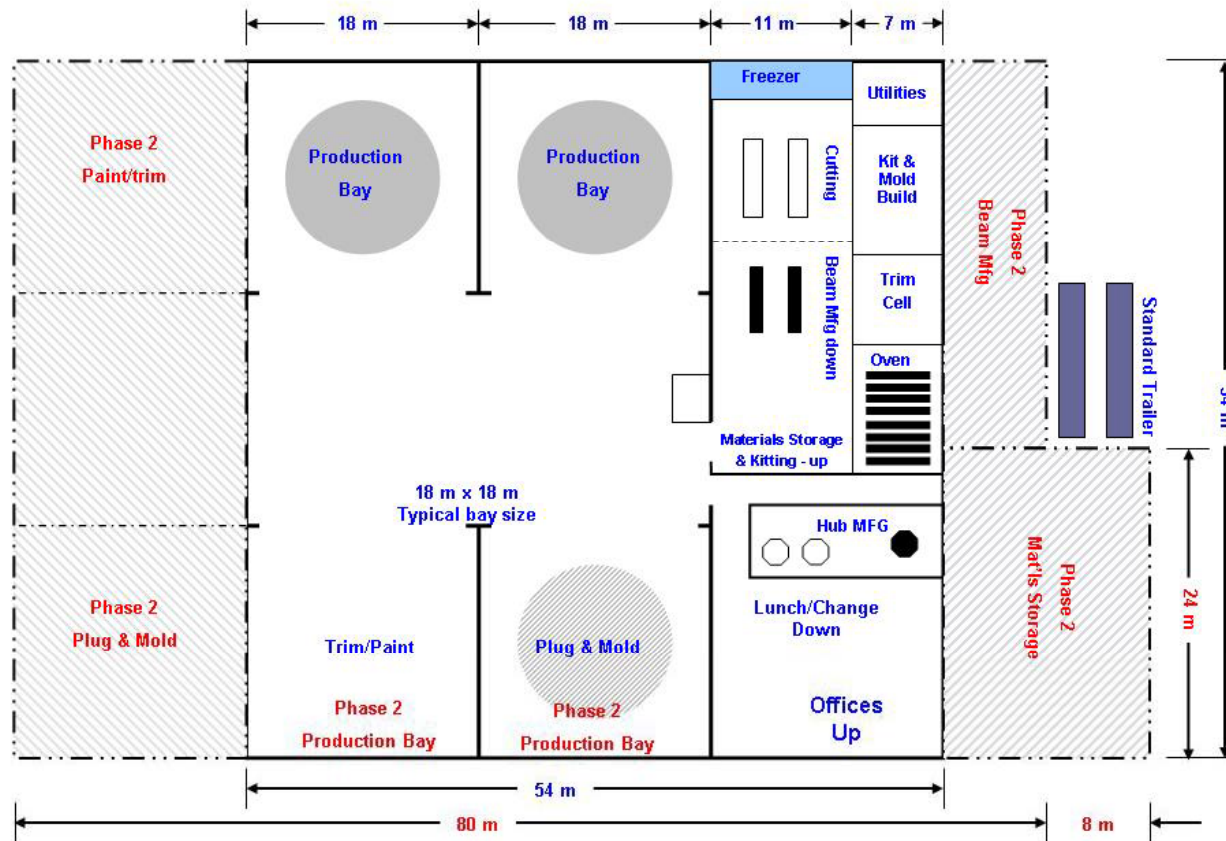 18 m
18 m
11 m
7 m
Freezer
Utilities
Phase 2
Paint/trim
Production
Bay
Production
Bay
Cutting
Kit &
Mold
Build
Phase 2
Beam Mfg
Beam Mfg down
Trim
Cell
Standard Trailer
Oven
54 m
Materials Storage
& Kitting - up
18 m x 18 m
Typical bay size
Hub MFG
Phase 2
Mat'ls Storage
24 m
Phase 2
Plug & Mold
Lunch/Change
Down
Trim/Paint
Plug & Mold
Phase 2
Production Bay
Phase 2
Production Bay
Offices
Up
54 m
80 m
8 m